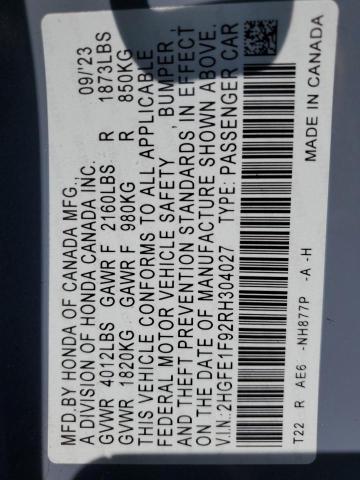 MFD.BY HONDA OF CANADA MFG., 09/'23
A DIVISION OF HONDA CANADA INC.
GVWR 4012LBS GAWR F 2160LBS R 1873LBS
GVWR 1820KG GAWR F 980KG R 850KG
THIS VEHICLE CONFORMS TO ALL APPLICABLE
FEDERAL MOTOR VEHICLE SAFETY BUMPER,
AND THEFT PREVENTION STANDARDS, IN EFFECT
ON THE DATE OF MANUFACTURE SHOWN ABOVE.
V.I.N.:2HGFE1F92RH304027 TYPE: PASSENGER CAR
T22 R AE6 -NH877P -A -H MADE IN CANADA